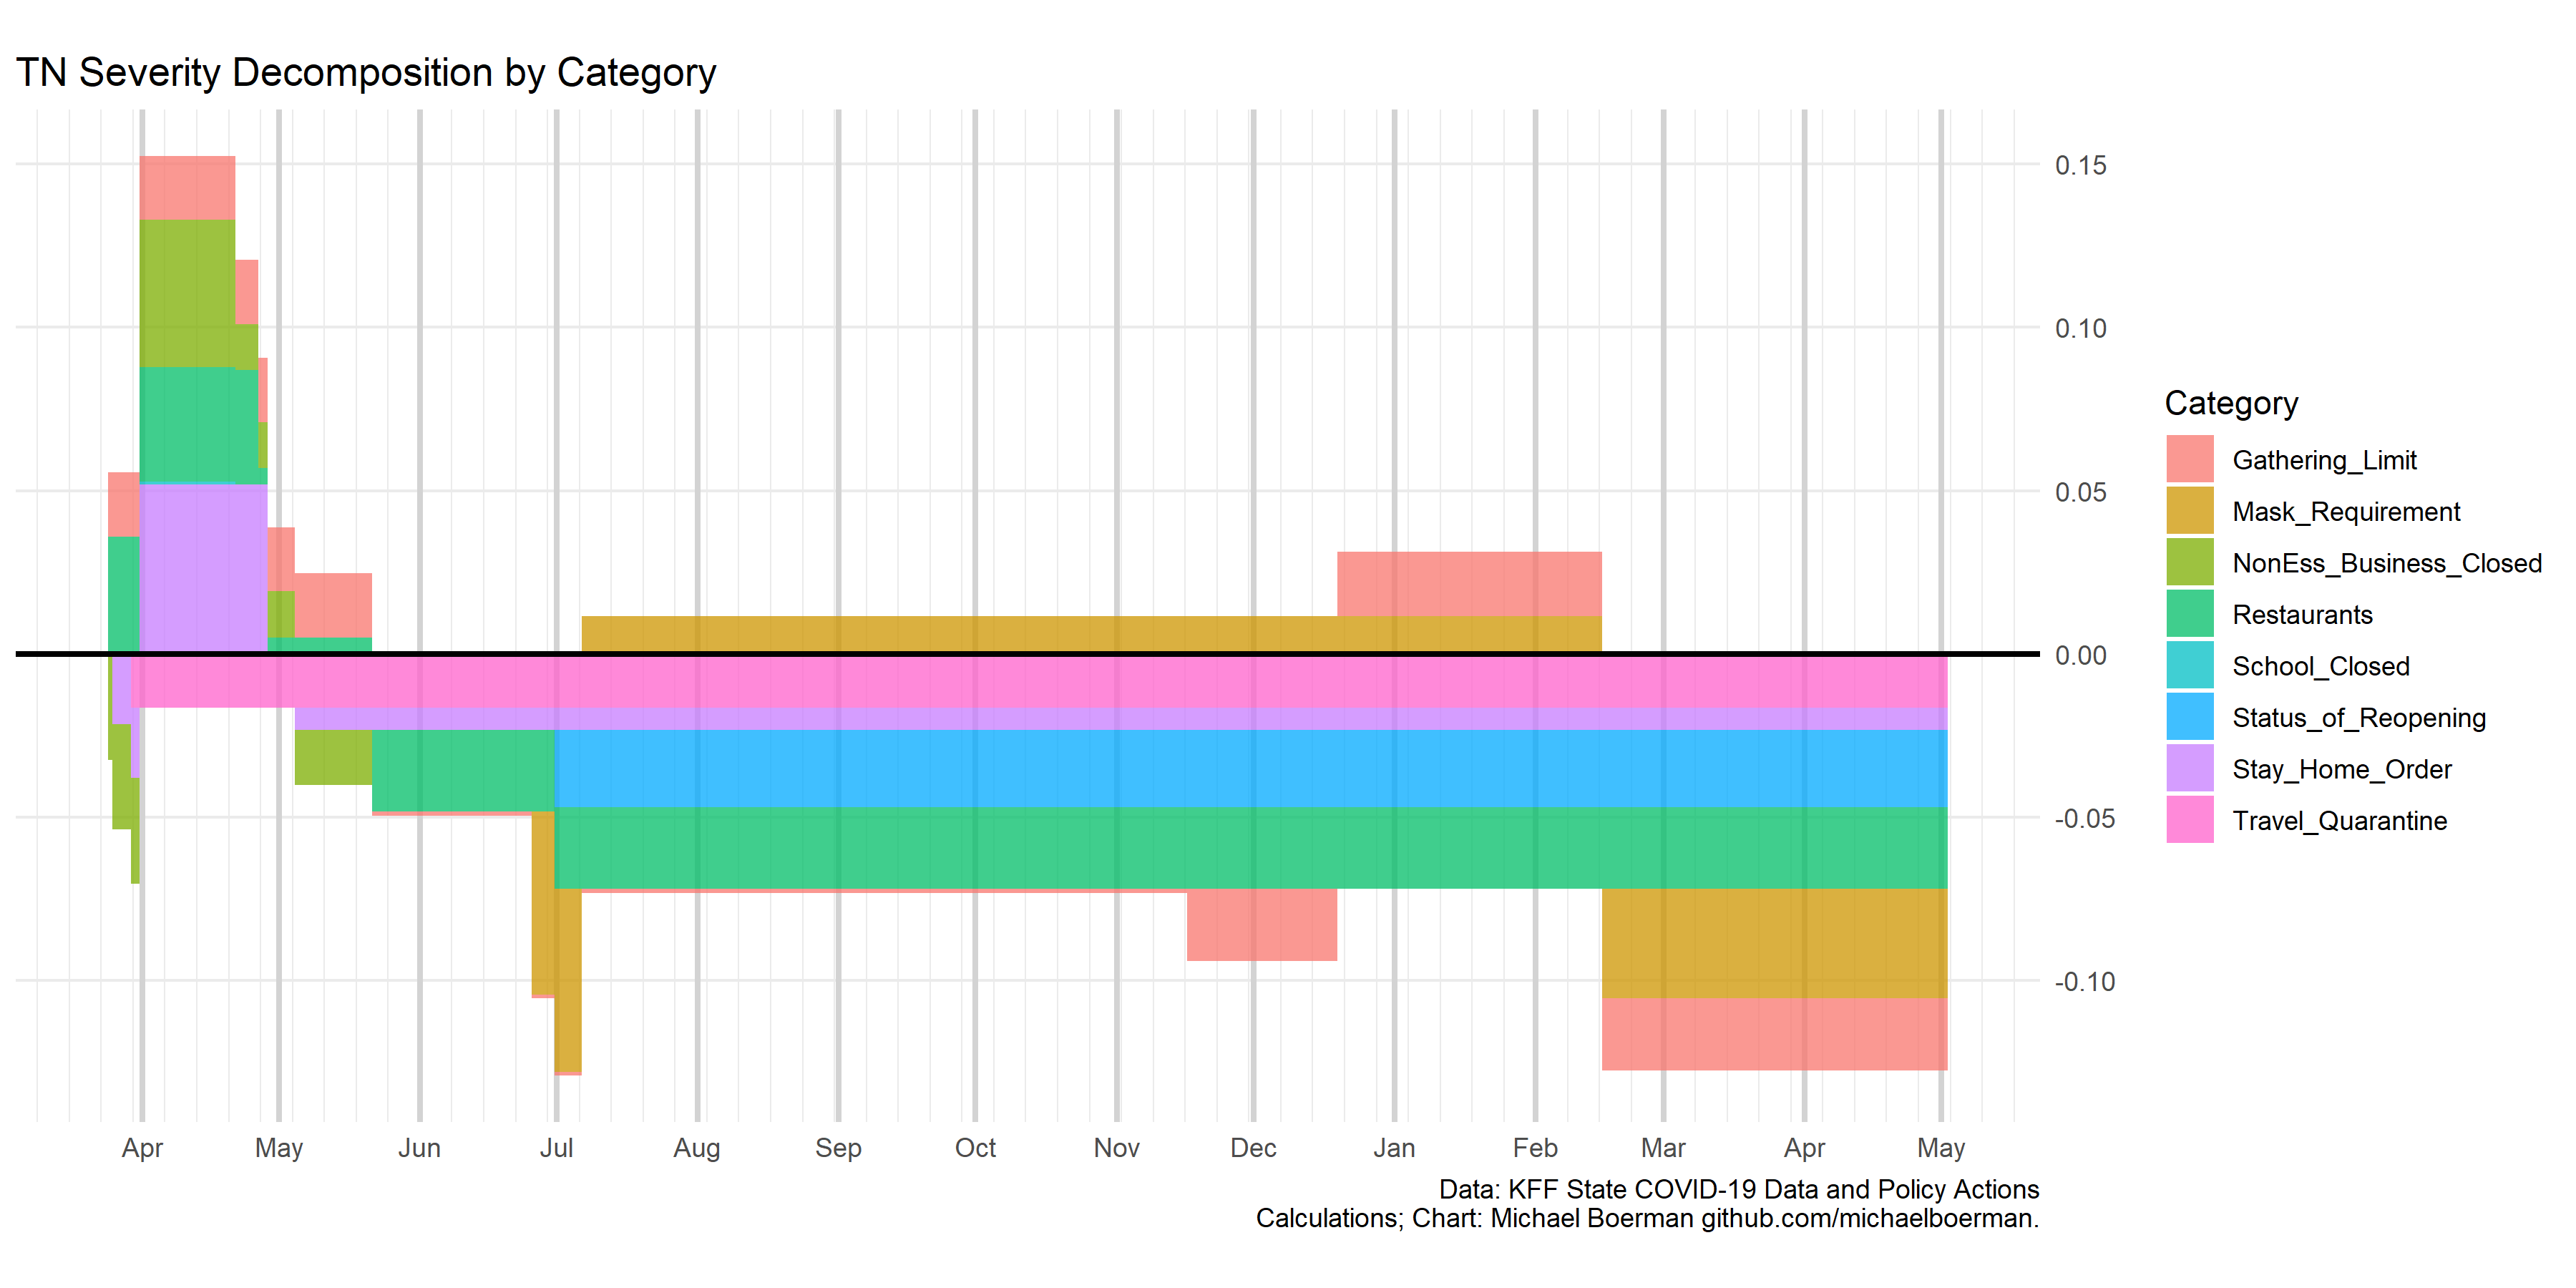 TN Severity Decomposition by Category
0.15
0.10
0.05
0.00
-0.05
-0.10
Apr May Jun Jul Aug Sep Oct Nov Dec Jan Feb Mar Apr May
Category
Gathering_Limit
Mask_Requirement
NonEss_Business_Closed
Restaurants
School_Closed
Status_of_Reopening
Stay_Home_Order
Travel_Quarantine
Data: KFF State COVID-19 Data and Policy Actions
Calculations; Chart: Michael Boerman github.com/michaelboerman.